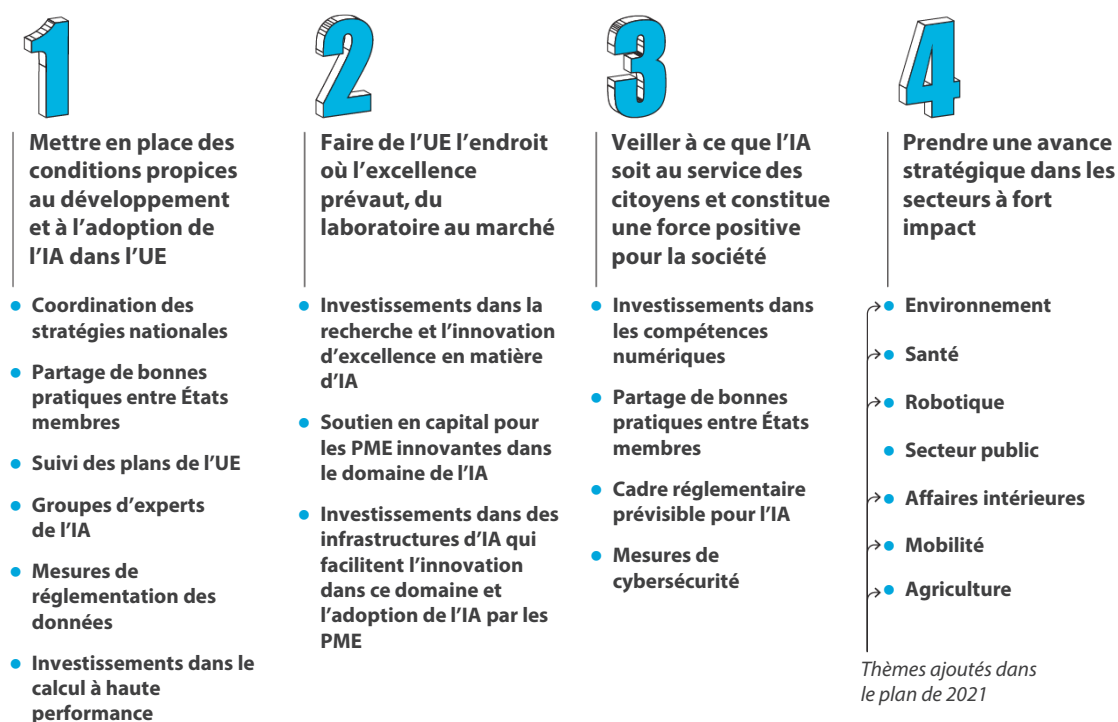 1
Mettre en place des
conditions propices
au développement
et à l’adoption de
l’IA dans l’UE
● Coordination des
stratégies nationales
● Partage de bonnes
pratiques entre États
membres
● Suivi des plans de l’UE
● Groupes d’experts
de l’IA
● Mesures de
réglementation des
données
● Investissements dans le
calcul à haute
performance
2
Faire de l’UE l’endroit
où l’excellence
prévaut, du
laboratoire au marché
● Investissements dans la
recherche et l’innovation
d’excellence en matière
d’IA
● Soutien en capital pour
les PME innovantes dans
le domaine de l’IA
● Investissements dans des
infrastructures d’IA qui
facilitent l’innovation
dans ce domaine et
l’adoption de l’IA par les
PME
3
Veiller à ce que l’IA
soit au service des
citoyens et constitue
une force positive
pour la société
● Investissements dans
les compétences
numériques
● Partage de bonnes
pratiques entre États
membres
● Cadre réglementaire
prévisible pour l’IA
● Mesures de
cybersécurité
4
Prendre une avance
stratégique dans les
secteurs à fort
impact
● Environnement
● Santé
● Robotique
● Secteur public
● Affaires intérieures
● Mobilité
● Agriculture
Thèmes ajoutés dans
le plan de 2021